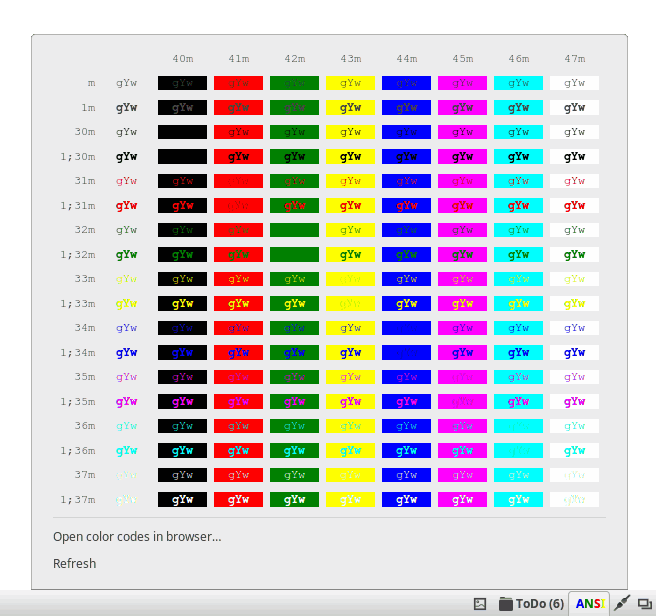 40m 41m 42m 43m 44m 45m 46m 47m
m gYw gYw gYw gYw gYw gYw gYw gYw gYw
1m gYw gYw gYw gYw gYw gYw gYw gYw gYw
30m gYw gYw gYw gYw gYw gYw gYw gYw
1;30m gYw gYw gYw gYw gYw gYw gYw gYw
31m gYw gYw gYw gYw gYw gYw gYw gYw
1;31m gYw gYw gYw gYw gYw gYw gYw gYw gYw
32m gYw gYw gYw gYw gYw gYw gYw gYw
1;32m gYw gYw gYw gYw gYw gYw gYw gYw
33m gYw gYw gYw gYw gYw gYw gYw gYw gYw
1;33m gYw gYw gYw gYw gYw gYw gYw gYw gYw
34m gYw gYw gYw gYw gYw gYw gYw gYw
1;34m gYw gYw gYw gYw gYw gYw gYw gYw
35m gYw gYw gYw gYw gYw gYw gYw gYw gYw
1;35m gYw gYw gYw gYw gYw gYw gYw gYw gYw
36m gYw gYw gYw gYw gYw gYw gYw gYw
1;36m gYw gYw gYw gYw gYw gYw gYw gYw gYw
37m gYw gYw gYw gYw gYw gYw gYw gYw gYw
1;37m gYw gYw gYw gYw gYw gYw gYw gYw gYw
Open color codes in browser...
Refresh
ToDo (6) ANSI